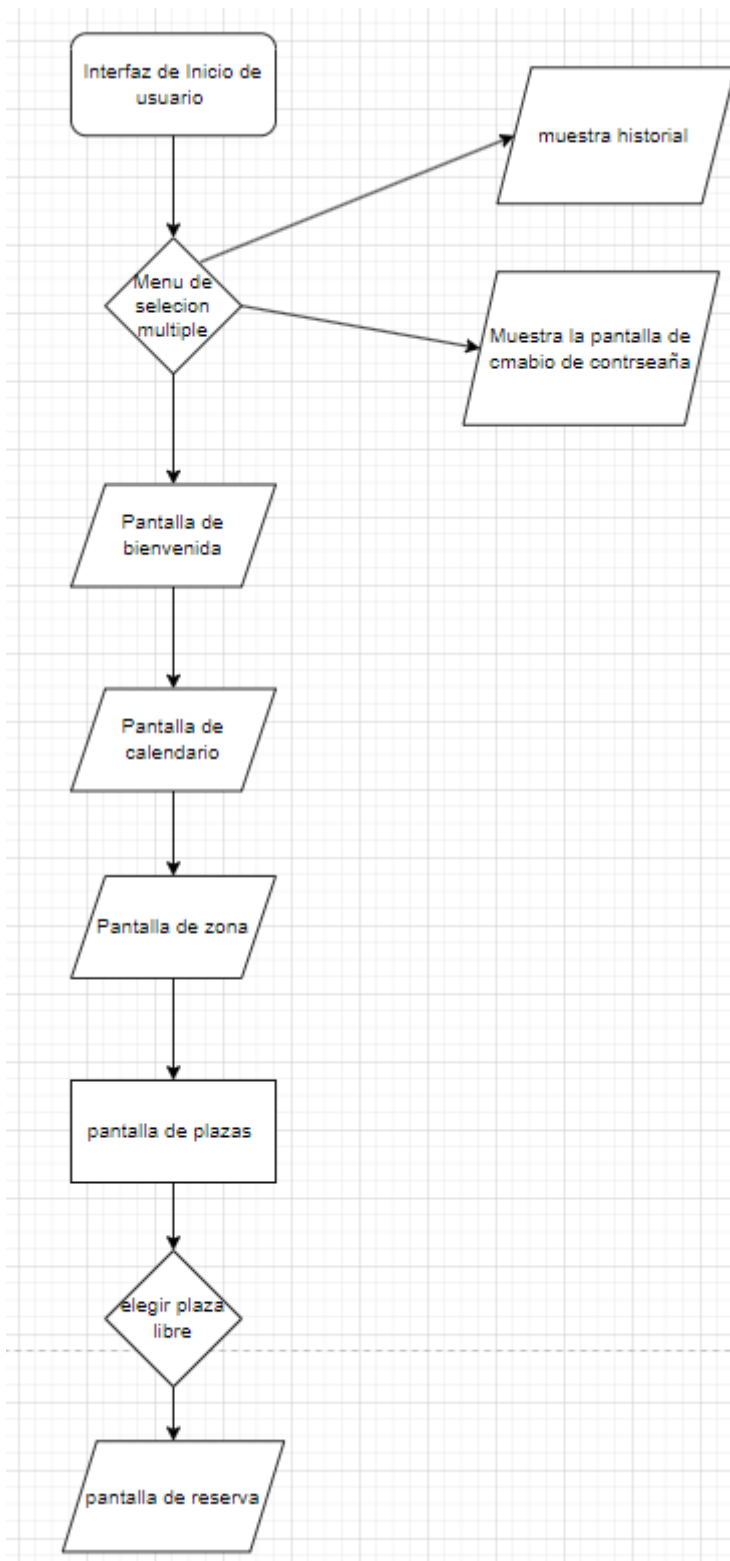 Interfaz de Inicio de
usuario
muestra historial
Menu de
selecion
multiple
Muestra la pantalla de
cmabio de contrseaña
Pantalla de
bienvenida
Pantalla de
calendario
Pantalla de zona
pantalla de plazas
elegir plaza
libre
pantalla de reserva